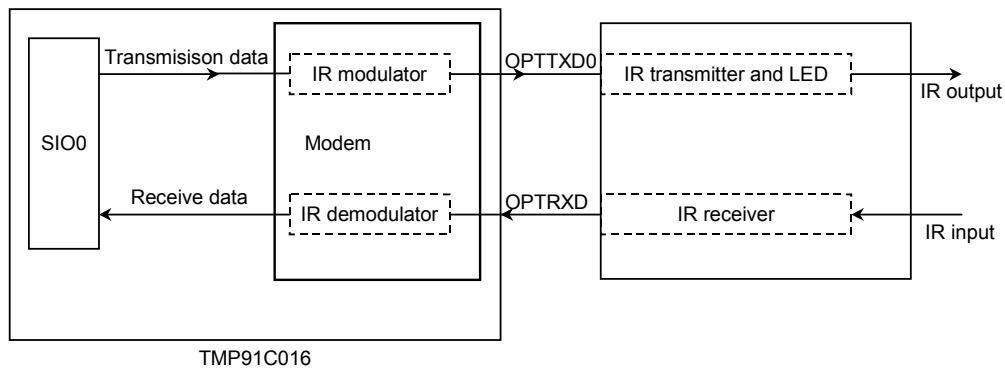 Transmisison data
IR modulator
OPTTXD0
IR transmitter and LED
IR output
SIO0
Modem
Receive data
IR demodulator
OPTRXD
IR receiver
IR input
TMP91C016